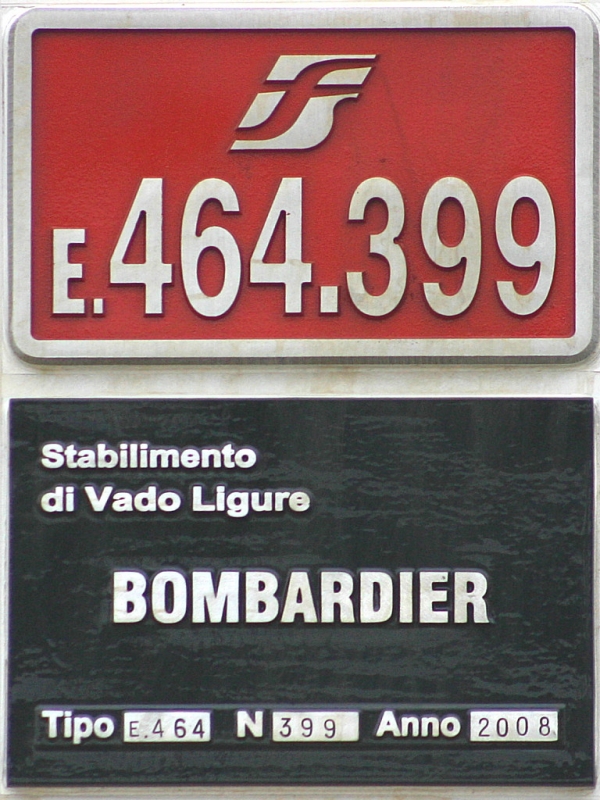 E.464.399
Stabilimento
di Vado Ligure
BOMBARDIER
Tipo E.464 N 399 Anno 2008